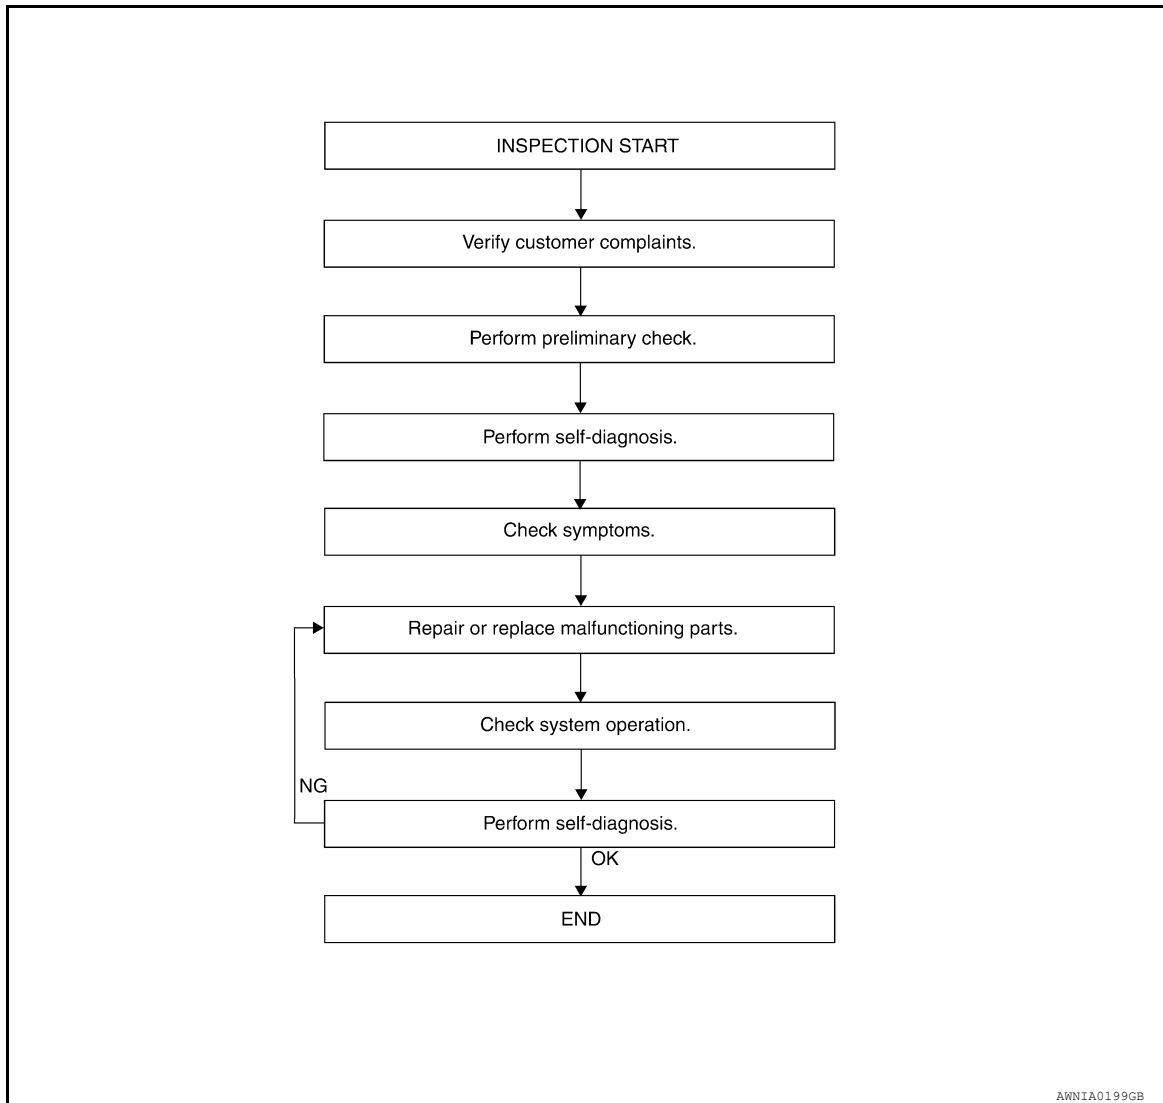 INSPECTION START
Verify customer complaints.
Perform preliminary check.
Perform self-diagnosis.
Check symptoms.
Repair or replace malfunctioning parts.
Check system operation.
NG
Perform self-diagnosis.
OK
END
AWNIA0199GB